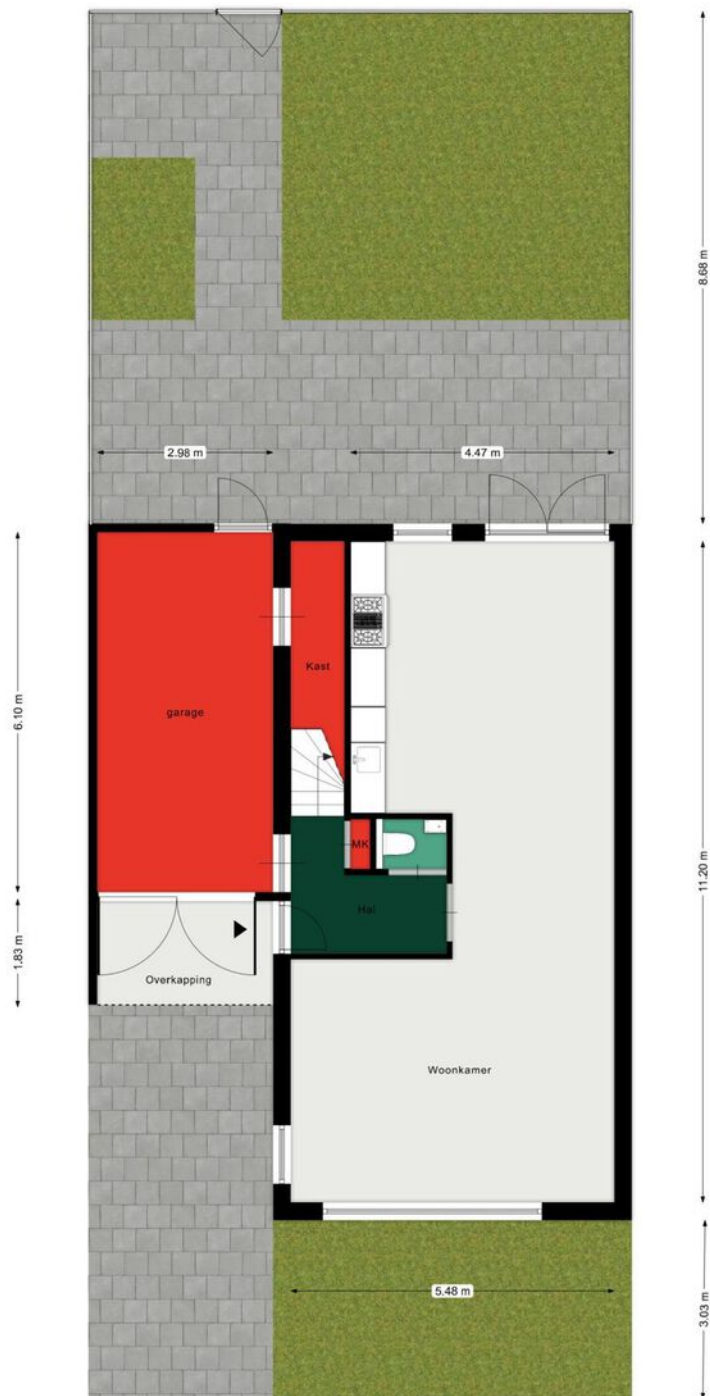 8.68 m
2.98 m
4.47 m
6.10 m
Kast
garage
11.20 m
MK
Hal
1.83 m
Overkapping
Woonkamer
5.48 m
3.03 m